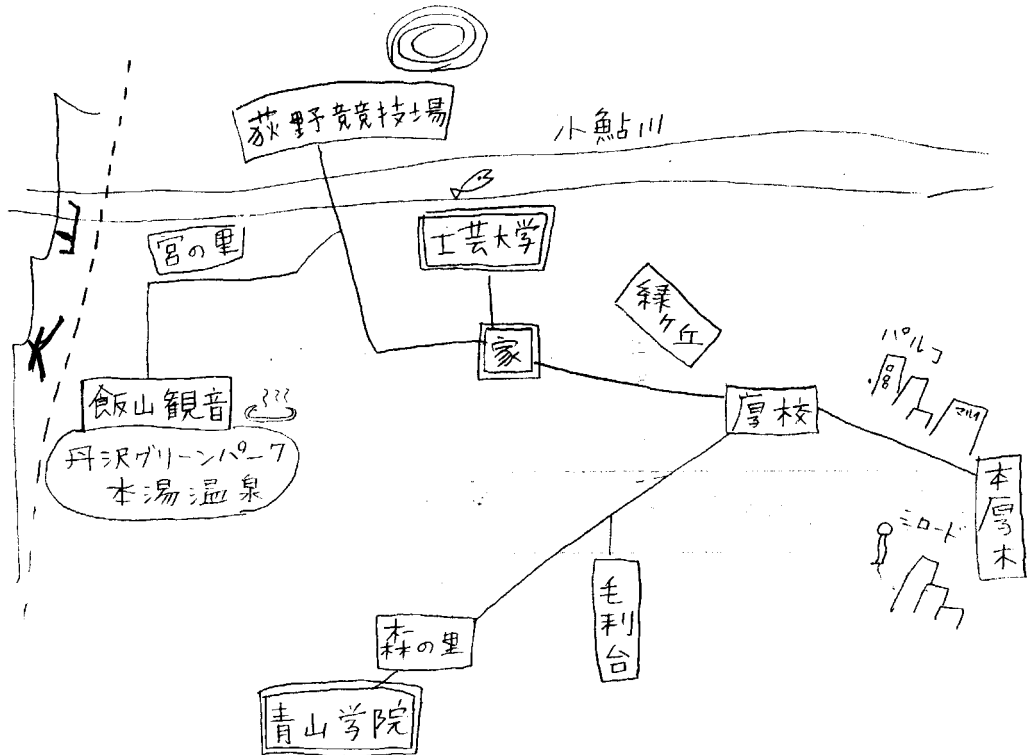 荻野競技場
小鮎川
宮の里
工芸大学
緑ヶ丘
家
パルコ
マルイ
厚校
飯山観音
丹沢グリーンパーク
本湯温泉
本厚木
ミロード
毛利台
森の里
青山学院